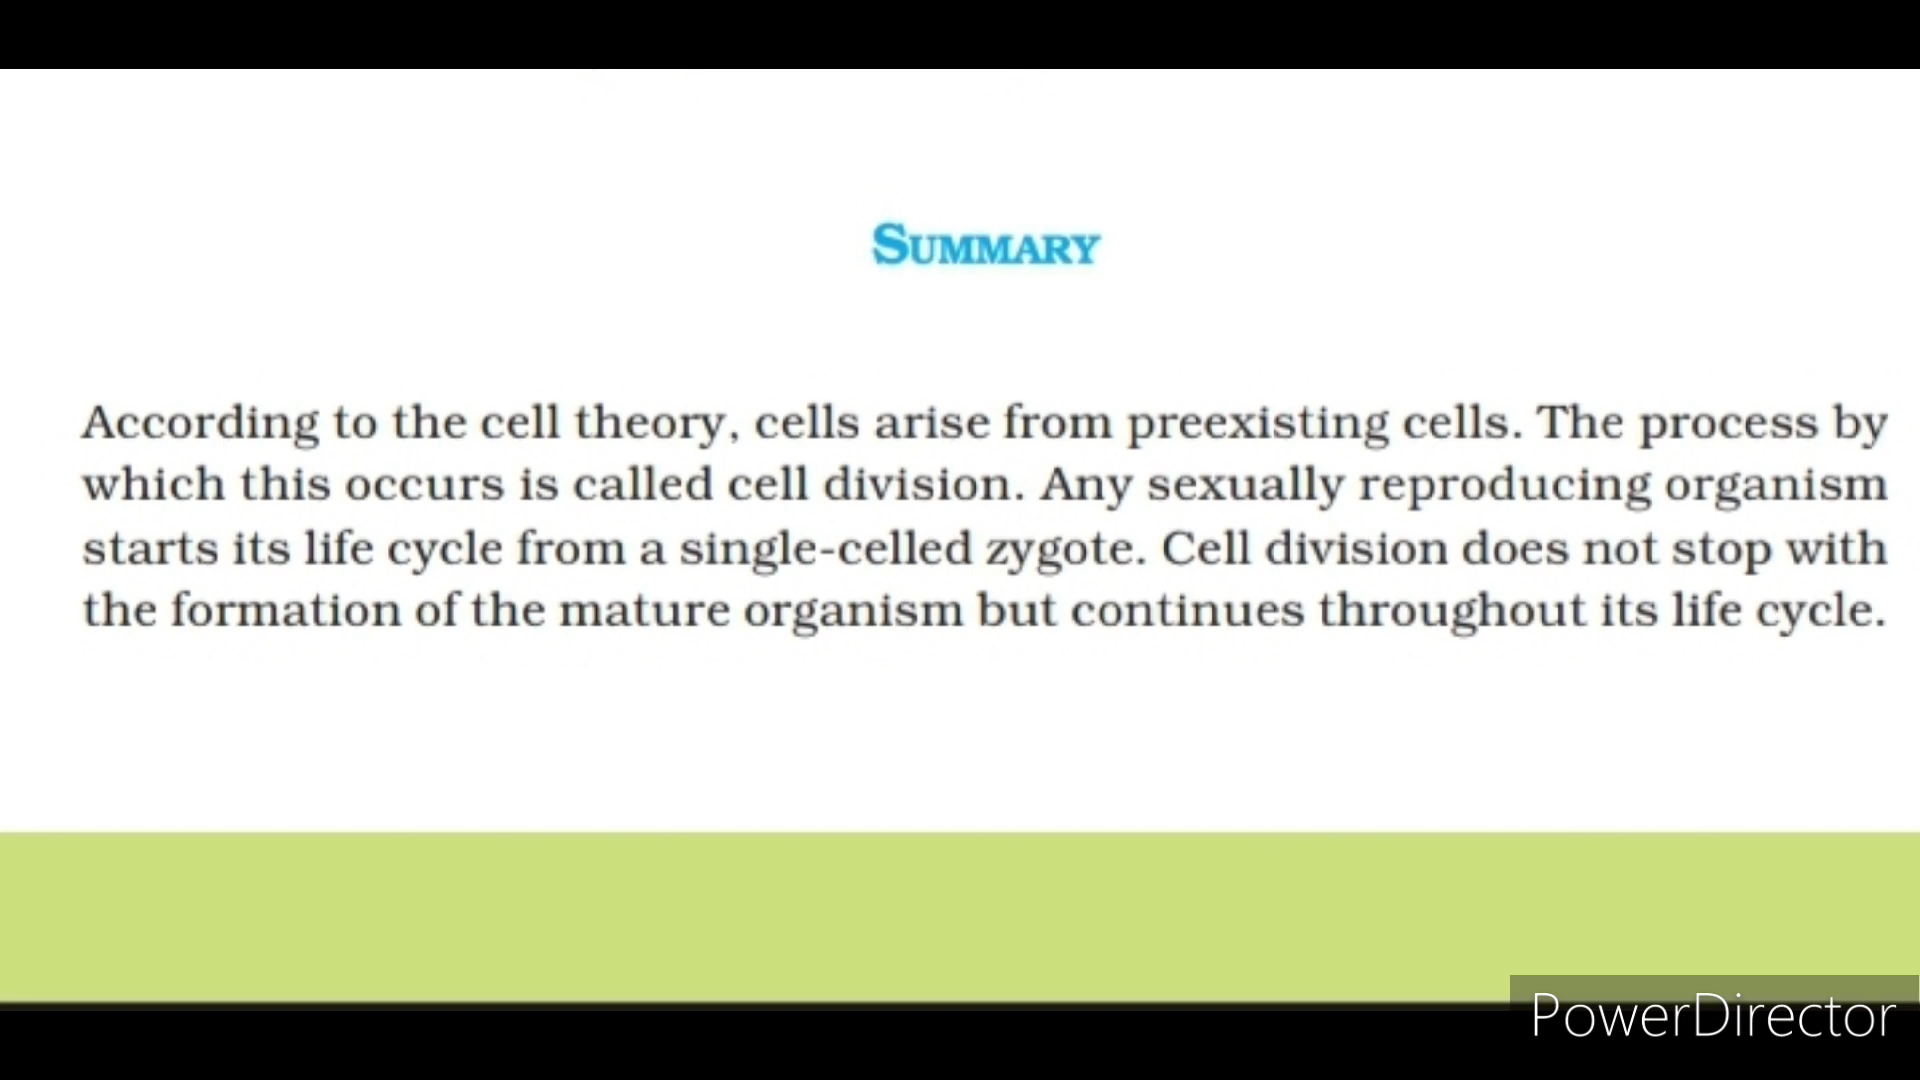 SUMMARY
According to the cell theory, cells arise from preexisting cells. The process by
which this occurs is called cell division. Any sexually reproducing organism
starts its life cycle from a single-celled zygote. Cell division does not stop with
the formation of the mature organism but continues throughout its life cycle.
PowerDirector